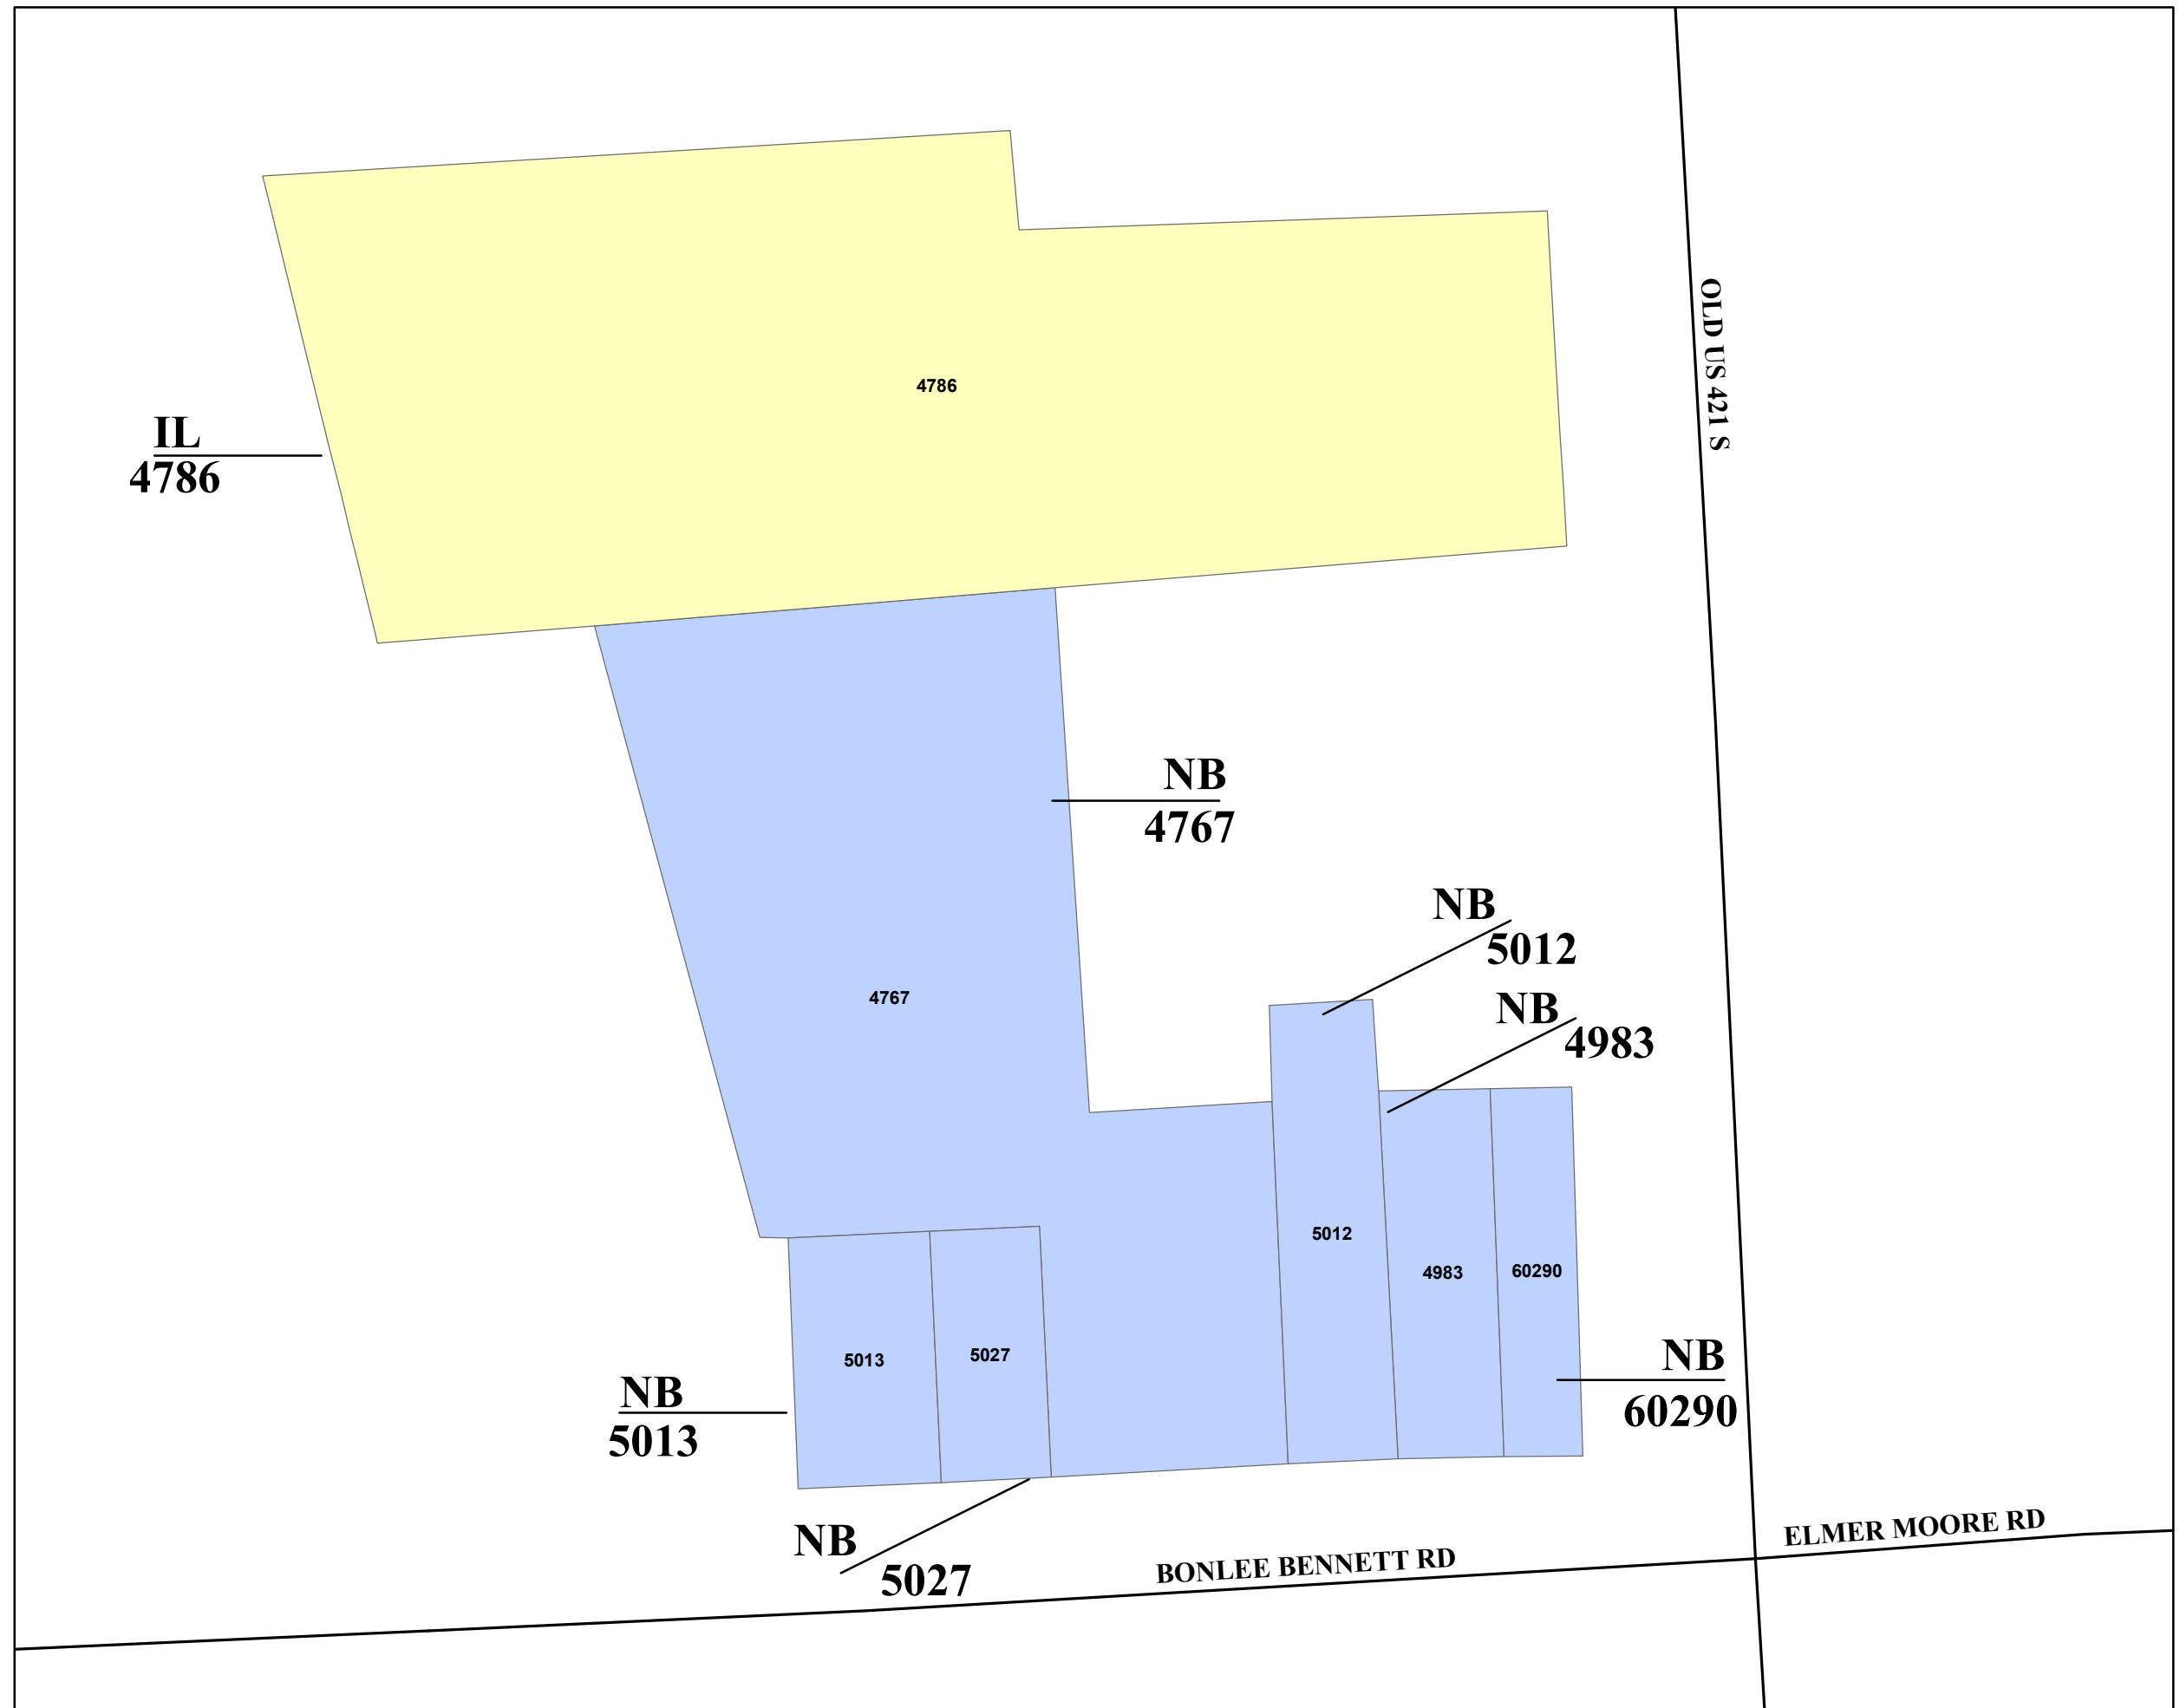 OLD US 421 S
4786
IL
4786
NB
4767
NB
5012
4767
NB
4983
5012
4983
60290
NB
60290
5013
5027
NB
5013
NB
5027
BONLEE BENNETT RD
ELMER MOORE RD